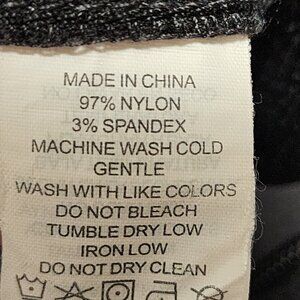 MADE IN CHINA
97% NYLON
3% SPANDEX
MACHINE WASH COLD
GENTLE
WASH WITH LIKE COLORS
DO NOT BLEACH
TUMBLE DRY LOW
IRON LOW
DO NOT DRY CLEAN